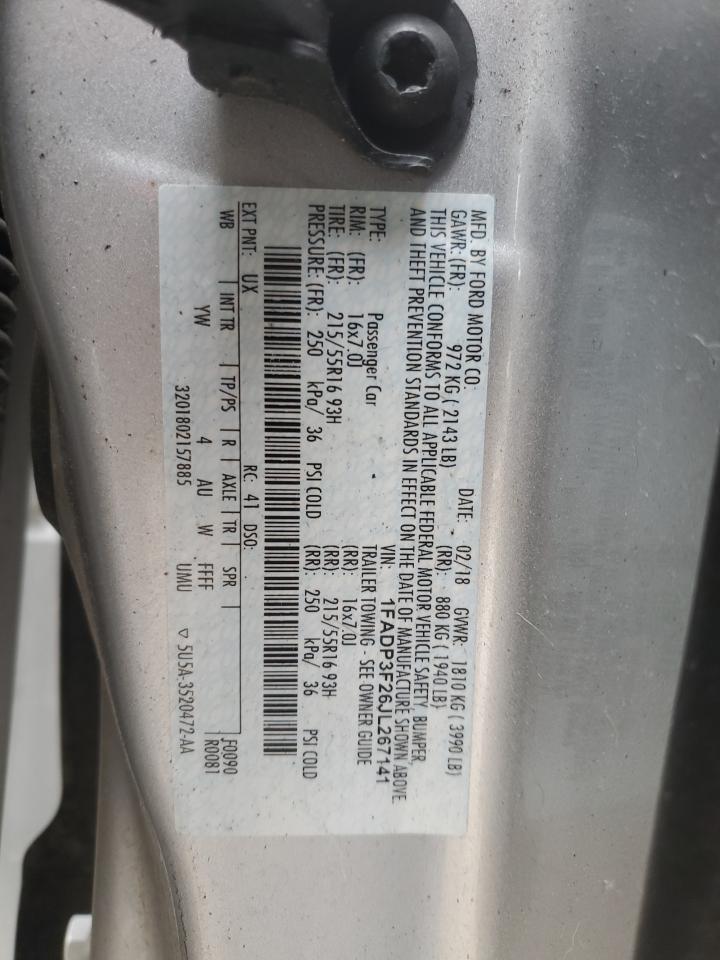 MFD. BY FORD MOTOR CO.
DATE: 02/18 GVWR: 1810 KG ( 3990 LB)
GAWR: (FR): 972 KG ( 2143 LB) (RR): 880 KG ( 1940 LB)
THIS VEHICLE CONFORMS TO ALL APPLICABLE FEDERAL MOTOR VEHICLE SAFETY, BUMPER,
AND THEFT PREVENTION STANDARDS IN EFFECT ON THE DATE OF MANUFACTURE SHOWN ABOVE.
VIN: 1FADP3F26JL267141
TYPE: Passenger Car TRAILER TOWING - SEE OWNER GUIDE
RIM: (FR): 16x7.0J (RR): 16x7.0J
TIRE: (FR): 215/55R16 93H (RR): 215/55R16 93H
PRESSURE: (FR): 250 kPa/ 36 PSI COLD (RR): 250 kPa/ 36 PSI COLD
EXT PNT: UX RC: 41 DSO:
WB | INT TR | TP/PS | R | AXLE | TR | SPR F0090
YW 4 AU W FFFF R0081
3201802157885 UMU ▽ 5U5A-3520472-AA